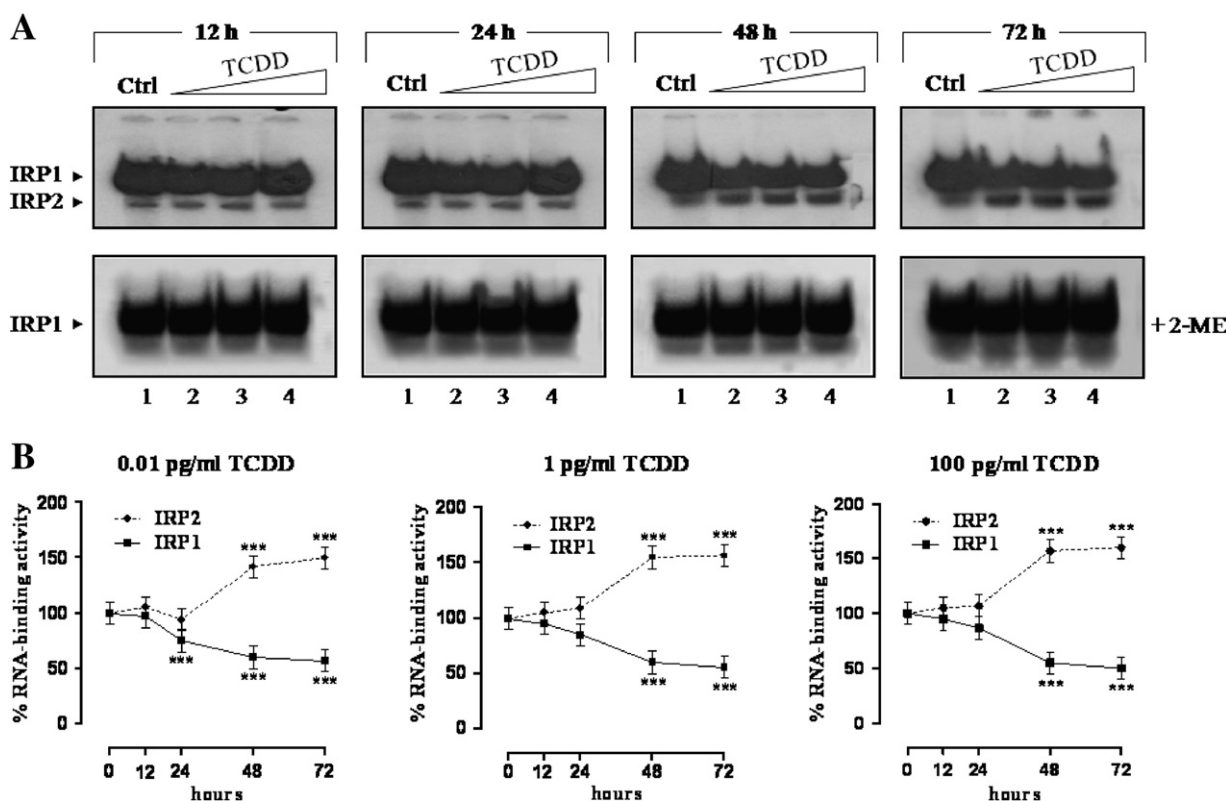 A
12 h 24 h 48 h 72 h
Ctrl TCDD Ctrl TCDD Ctrl TCDD Ctrl TCDD
IRP1
IRP2
IRP1 +2-ME
1 2 3 4 1 2 3 4 1 2 3 4 1 2 3 4
B
0.01 pg/ml TCDD 1 pg/ml TCDD 100 pg/ml TCDD
% RNA-binding activity
200
150
100
50
0
IRP2
IRP1
***
***
***
***
***
0 12 24 48 72
hours
% RNA-binding activity
200
150
100
50
0
IRP2
IRP1
***
***
***
***
0 12 24 48 72
hours
% RNA-binding activity
200
150
100
50
0
IRP2
IRP1
***
***
***
***
0 12 24 48 72
hours